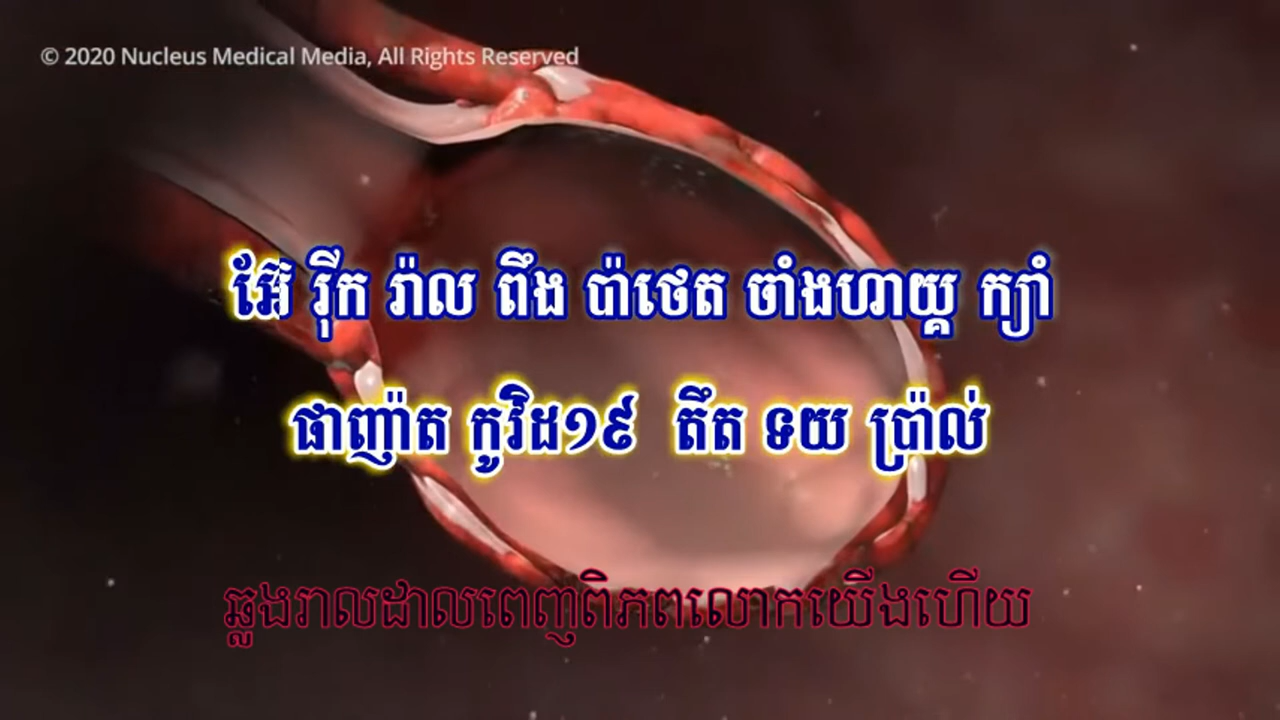 © 2020 Nucleus Medical Media, All Rights Reserved
អ៊ែ រ៉ីក រ៉ាល ពឹង ប៉ាថេត ចាំងហាយ្គ ក្យាំ
ផាញ៉ាត កូវិដ១៩ តឹត ទយ ប្រ៉ាល់
ឆ្លងរាលដាលពេញពិភពលោកយើងហើយ